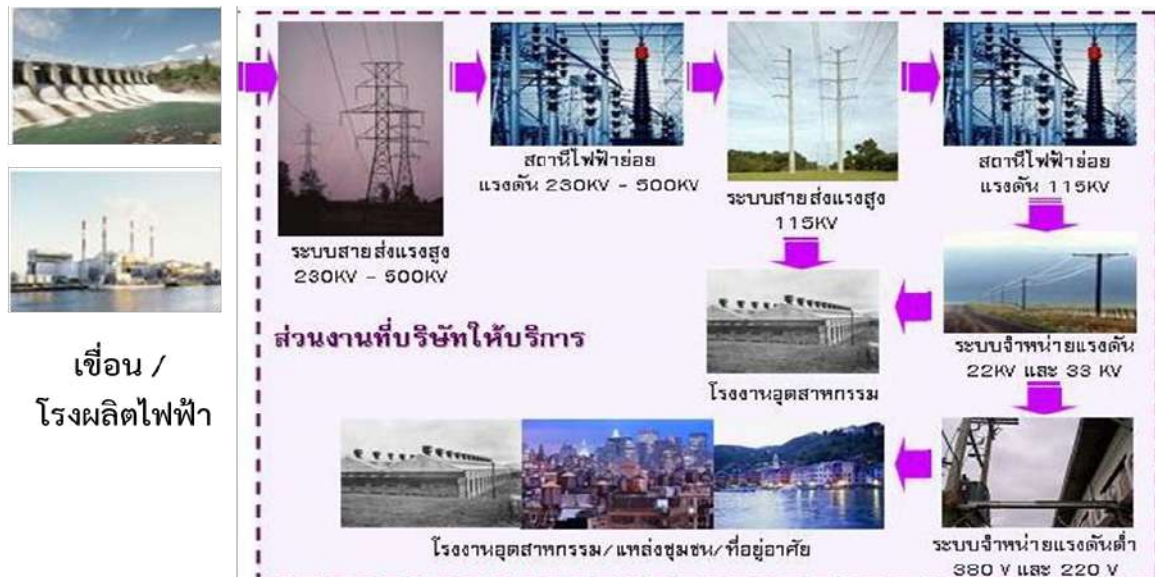 เขื่อน /
โรงผลิตไฟฟ้า
ระบบสายส่งแรงสูง
230KV - 500KV
สถานีไฟฟ้าย่อย
แรงดัน 230KV - 500KV
ระบบสายส่งแรงสูง
115KV
สถานีไฟฟ้าย่อย
แรงดัน 115KV
ส่วนงานที่บริษัทให้บริการ
โรงงานอุตสาหกรรม
ระบบจำหน่ายแรงดัน
22KV และ 33 KV
โรงงานอุตสาหกรรม/แหล่งชุมชน/ที่อยู่อาศัย
ระบบจำหน่ายแรงดันต่ำ
380 V และ 220 V